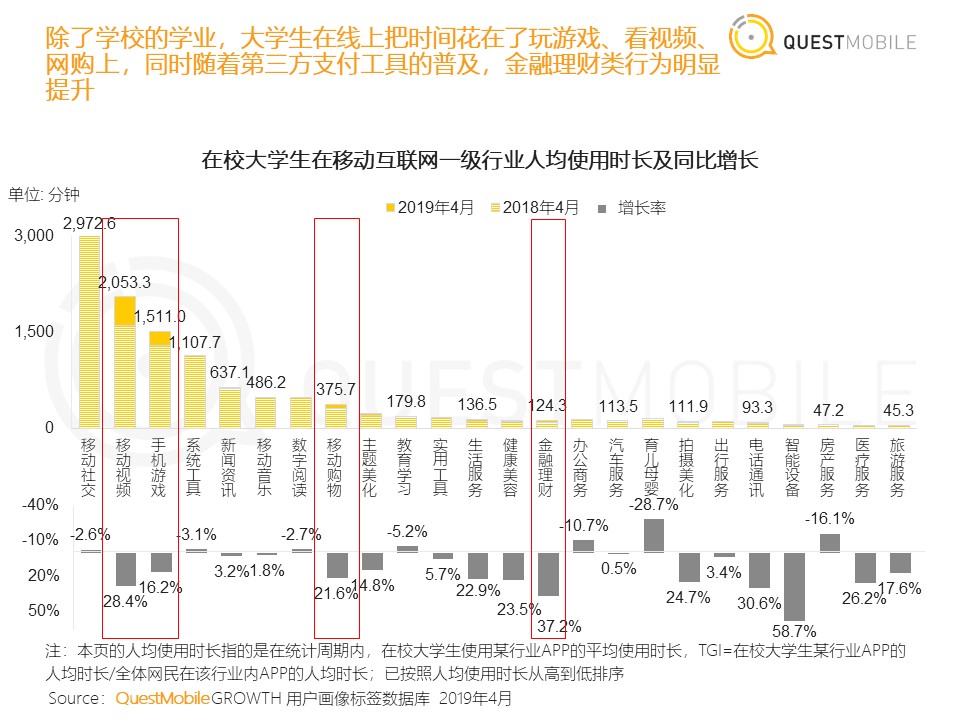 除了学校的学业，大学生在线上把时间花在了玩游戏、看视频、
网购上，同时随着第三方支付工具的普及，金融理财类行为明显
提升
QUESTMOBILE
在校大学生在移动互联网一级行业人均使用时长及同比增长
单位: 分钟
2019年4月 2018年4月 增长率
3,000
1,500
0
2,972.6
2,053.3
1,511.0
1,107.7
637.1
486.2
375.7
179.8
136.5
124.3
113.5
111.9
93.3
47.2
45.3
移动社交
移动视频
手机游戏
系统工具
新闻资讯
移动音乐
数字阅读
移动购物
主题美化
教育学习
实用工具
生活服务
健康美容
金融理财
办公商务
汽车服务
育儿母婴
拍摄美化
出行服务
电话通讯
智能设备
房产服务
医疗服务
旅游服务
-40%
-10%
20%
50%
-2.6%
28.4%
16.2%
-3.1%
3.2%
1.8%
-2.7%
21.6%
14.8%
-5.2%
5.7%
22.9%
23.5%
37.2%
-10.7%
0.5%
-28.7%
24.7%
3.4%
30.6%
58.7%
-16.1%
26.2%
17.6%
注：本页的人均使用时长指的是在统计周期内，在校大学生使用某行业APP的平均使用时长，TGI=在校大学生某行业APP的
人均时长/全体网民在该行业内APP的人均时长；已按照人均使用时长从高到低排序
Source：QuestMobileGROWTH 用户画像标签数据库 2019年4月
QUESTMOBILE